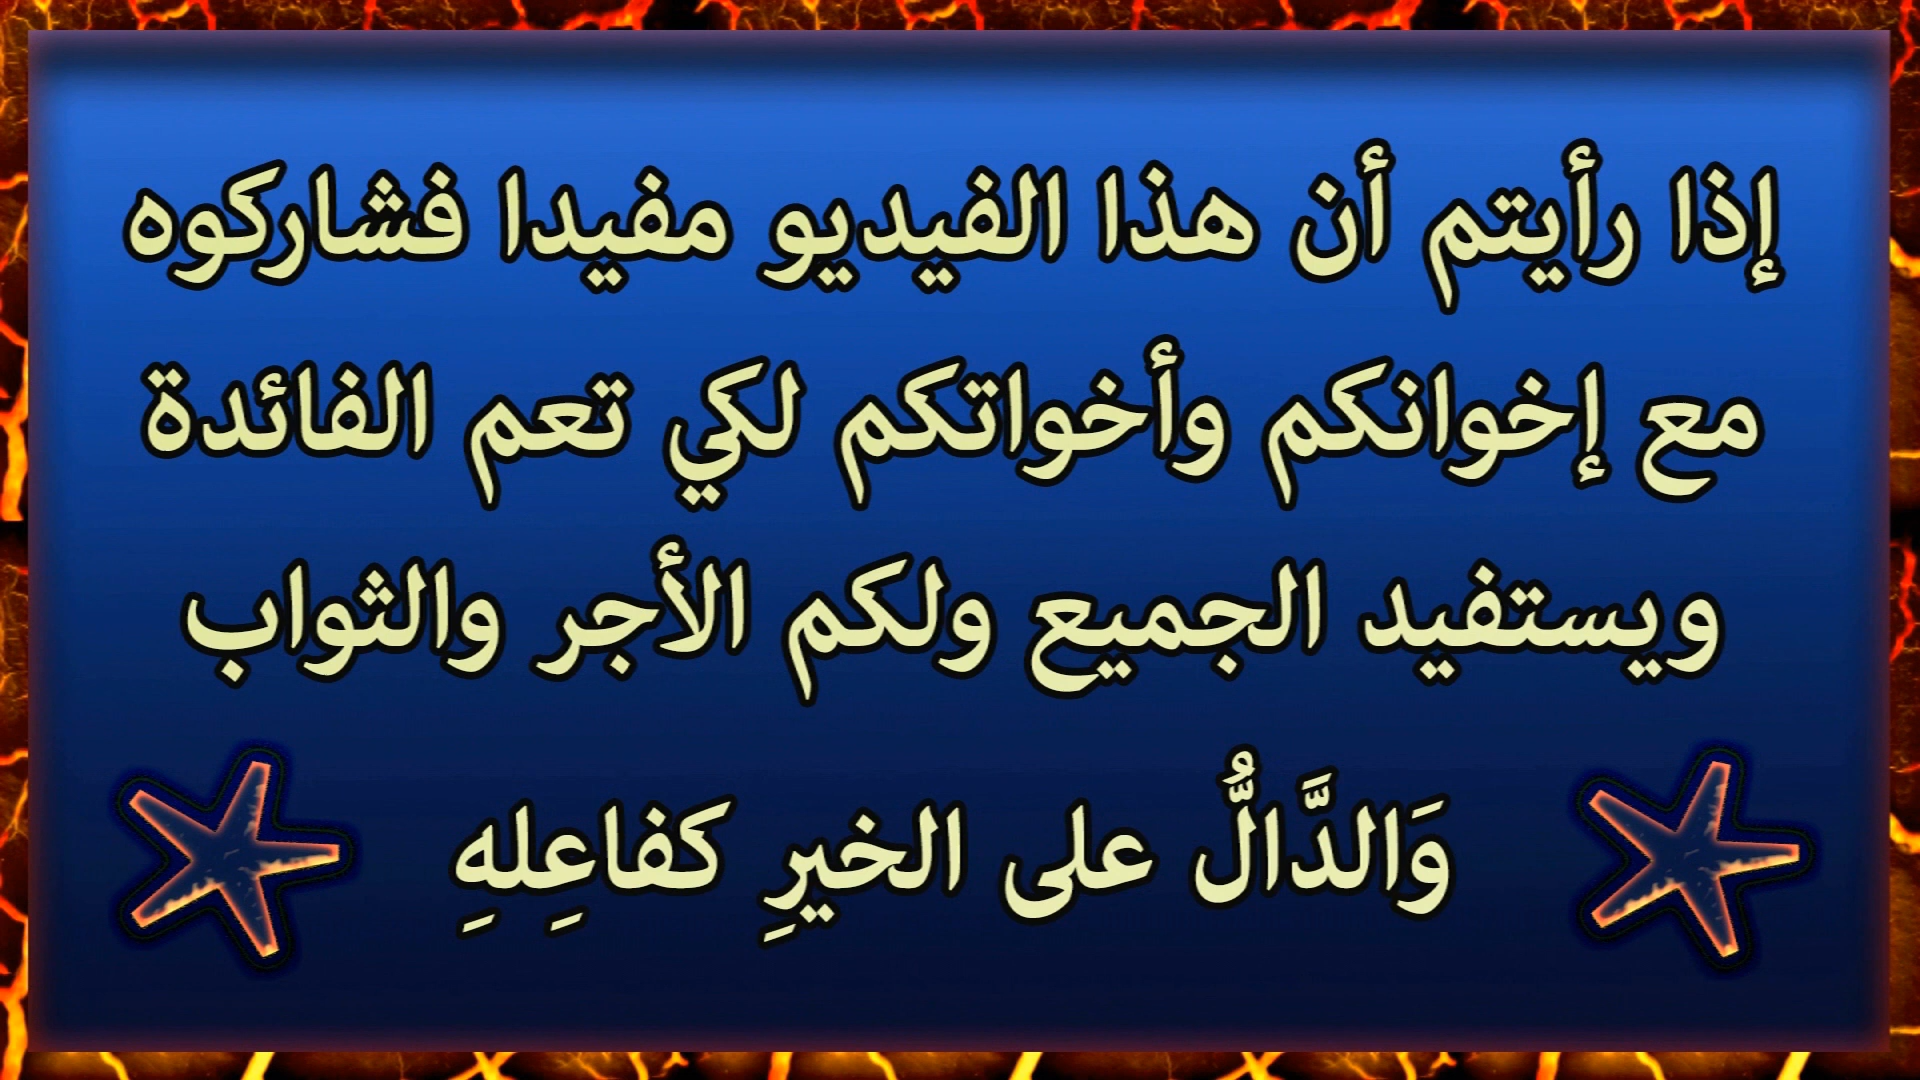 إذا رأيتم أن هذا الفيديو مفيدا فشاركوه
مع إخوانكم وأخواتكم لكي تعم الفائدة
ويستفيد الجميع ولكم الأجر والثواب
وَالدَّالُّ على الخيرِ كفاعِلهِ